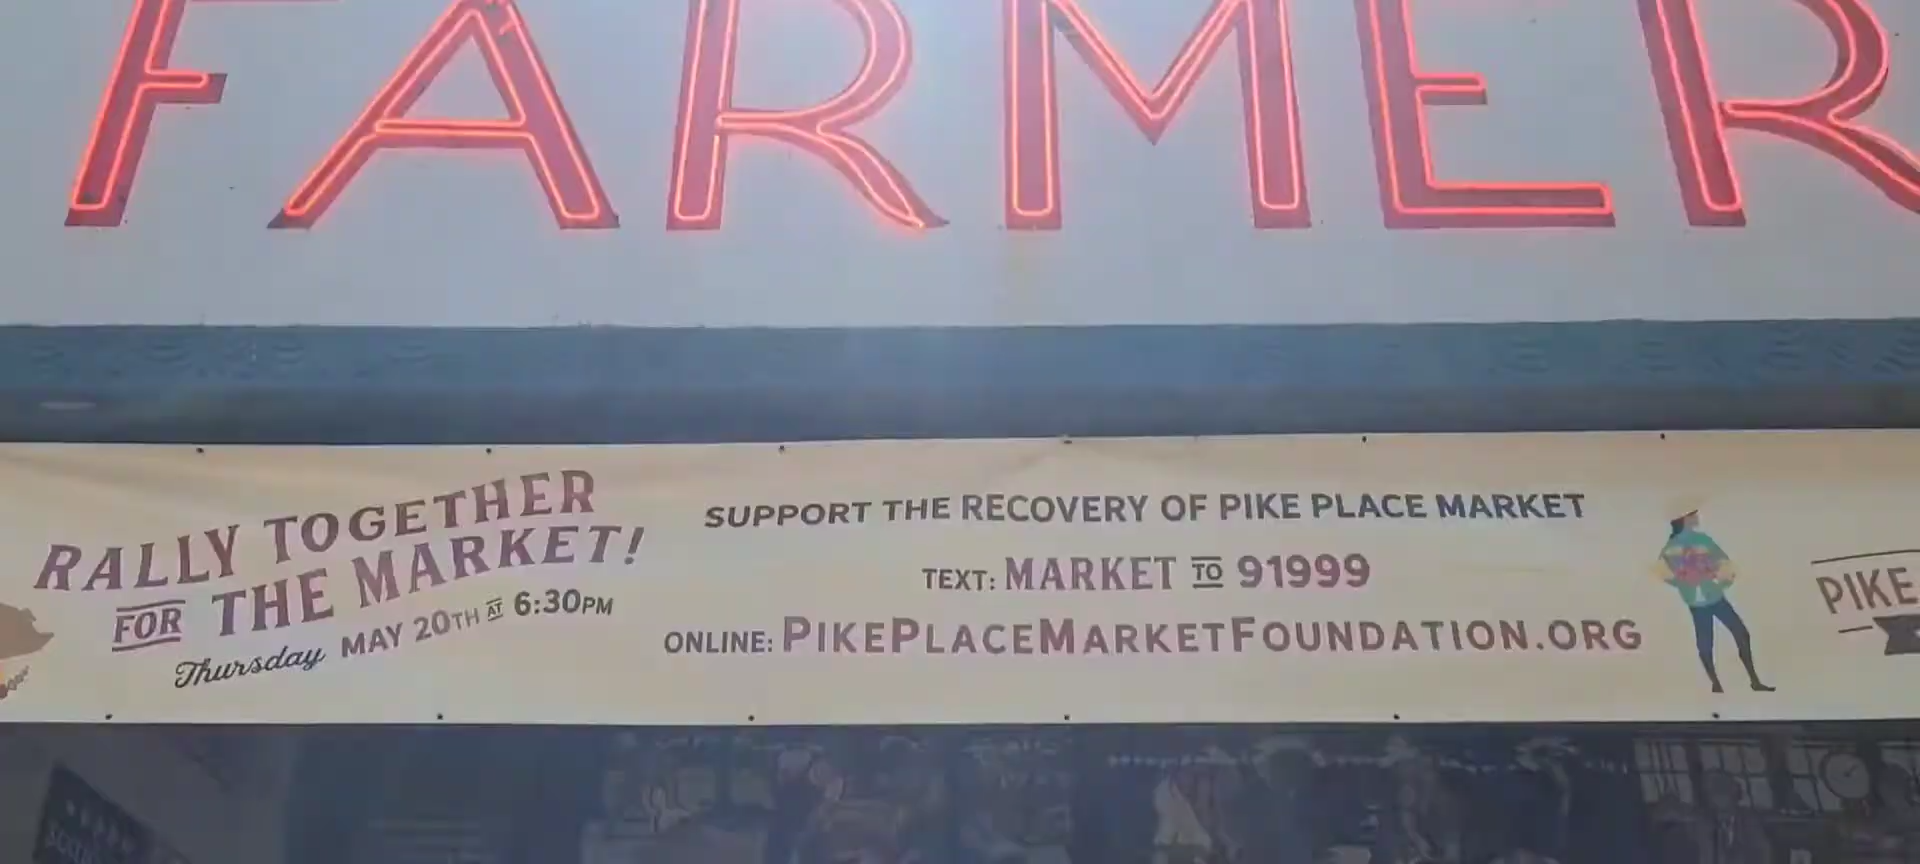 FARMER
RALLY TOGETHER
FOR THE MARKET!
Thursday MAY 20TH AT 6:30PM
SUPPORT THE RECOVERY OF PIKE PLACE MARKET
TEXT: MARKET TO 91999
ONLINE: PIKEPLACEMARKETFOUNDATION.ORG
PIKE